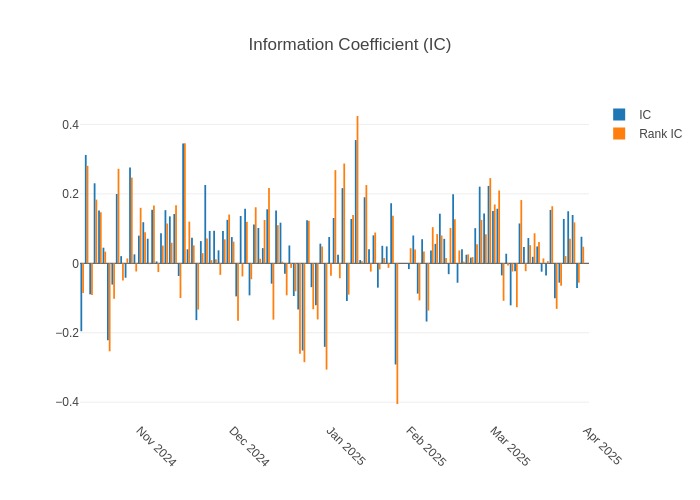 Information Coefficient (IC)
IC
Rank IC
0.4
0.2
0
−0.2
−0.4
Nov 2024
Dec 2024
Jan 2025
Feb 2025
Mar 2025
Apr 2025